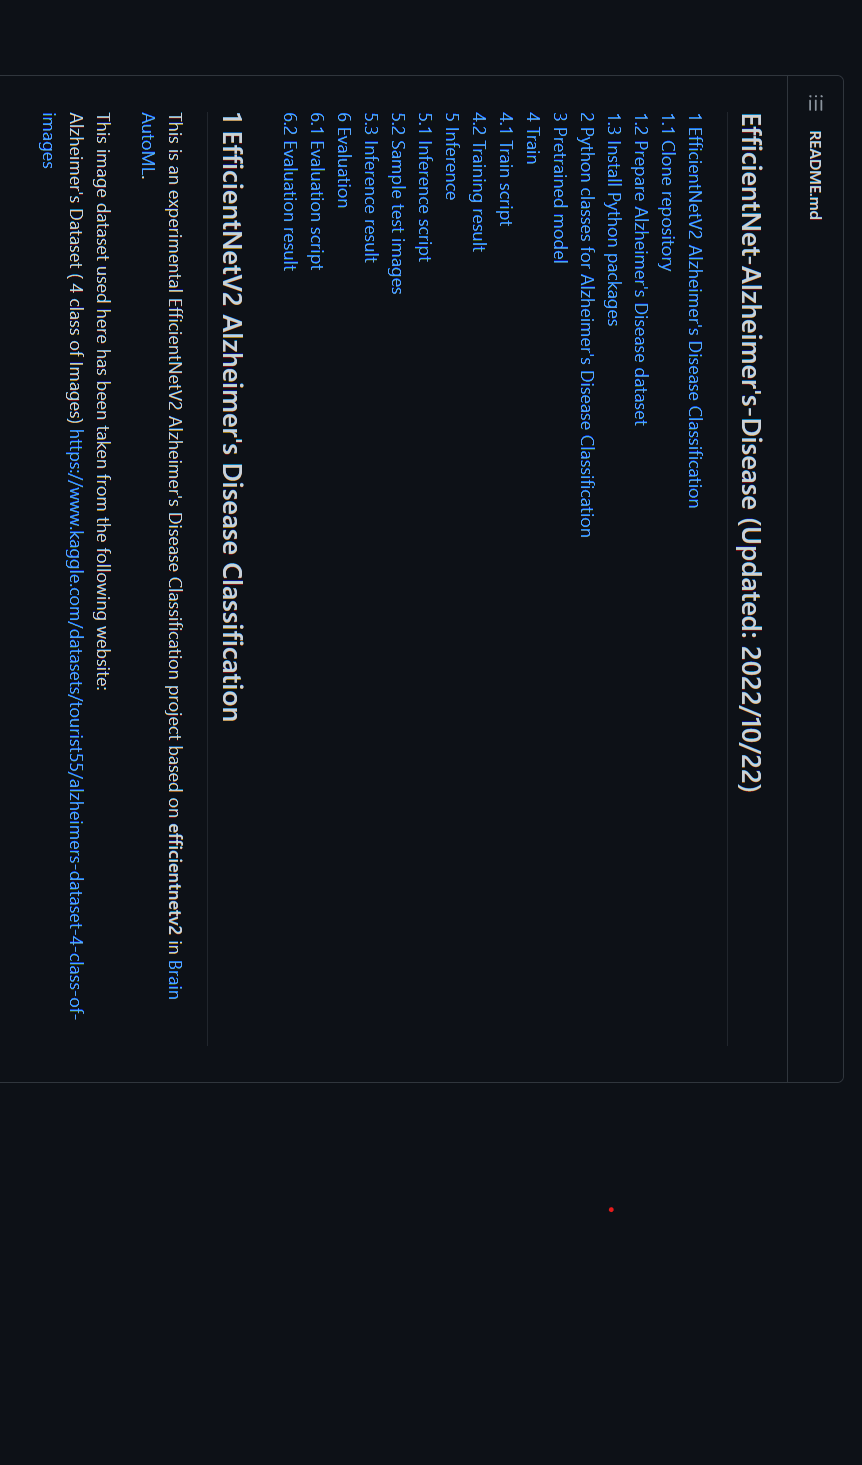 README.md
EfficientNet-Alzheimer's-Disease (Updated: 2022/10/22)
1 EfficientNetV2 Alzheimer's Disease Classification
1.1 Clone repository
1.2 Prepare Alzheimer's Disease dataset
1.3 Install Python packages
2 Python classes for Alzheimer's Disease Classification
3 Pretrained model
4 Train
4.1 Train script
4.2 Training result
5 Inference
5.1 Inference script
5.2 Sample test images
5.3 Inference result
6 Evaluation
6.1 Evaluation script
6.2 Evaluation result
1 EfficientNetV2 Alzheimer's Disease Classification
This is an experimental EfficientNetV2 Alzheimer's Disease Classification project based on efficientnetv2 in Brain
AutoML.
This image dataset used here has been taken from the following website:
Alzheimer's Dataset ( 4 class of Images) https://www.kaggle.com/datasets/tourist55/alzheimers-dataset-4-class-of-
images